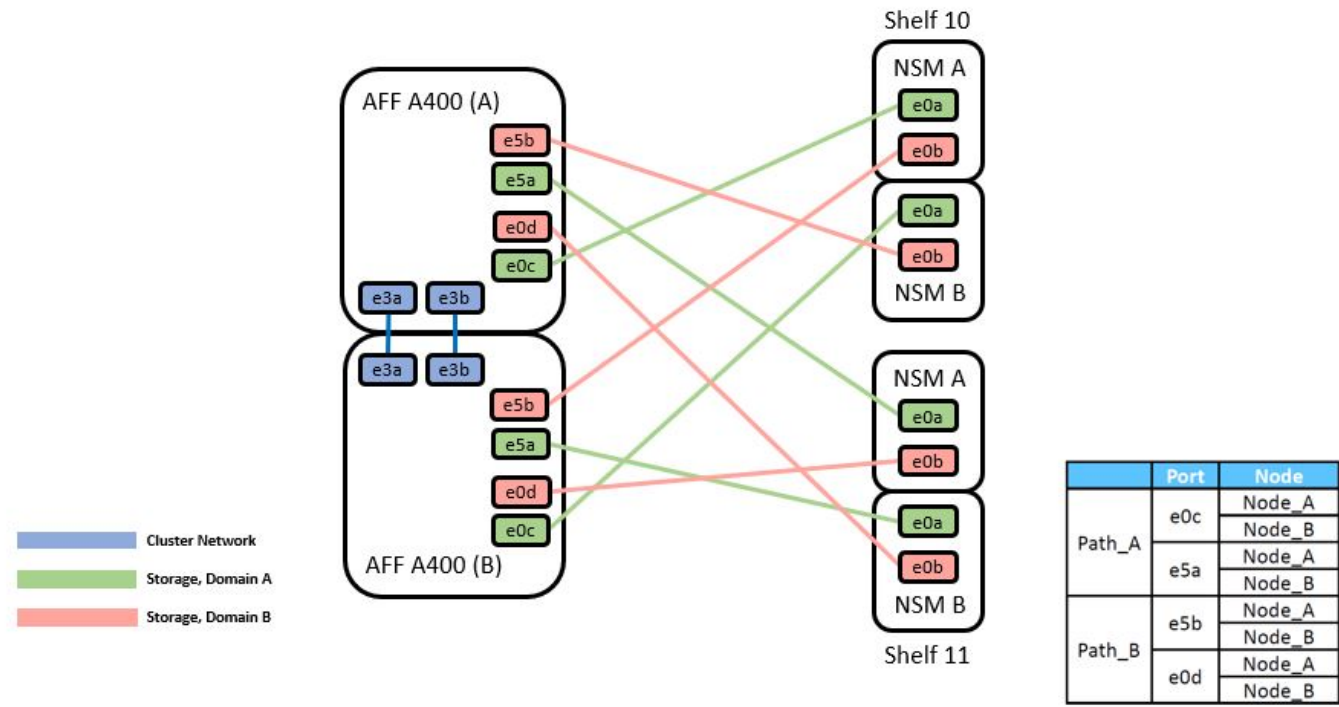 Shelf 10
AFF A400 (A)
e5b
e5a
e0d
e0c
e3a e3b
e3a e3b
e5b
e5a
e0d
e0c
AFF A400 (B)
NSM A
e0a
e0b
e0a
e0b
NSM B
NSM A
e0a
e0b
e0a
e0b
NSM B
Shelf 11
Cluster Network
Storage, Domain A
Storage, Domain B
Port Node
Path_A e0c Node_A
Node_B
e5a Node_A
Node_B
Path_B e5b Node_A
Node_B
e0d Node_A
Node_B